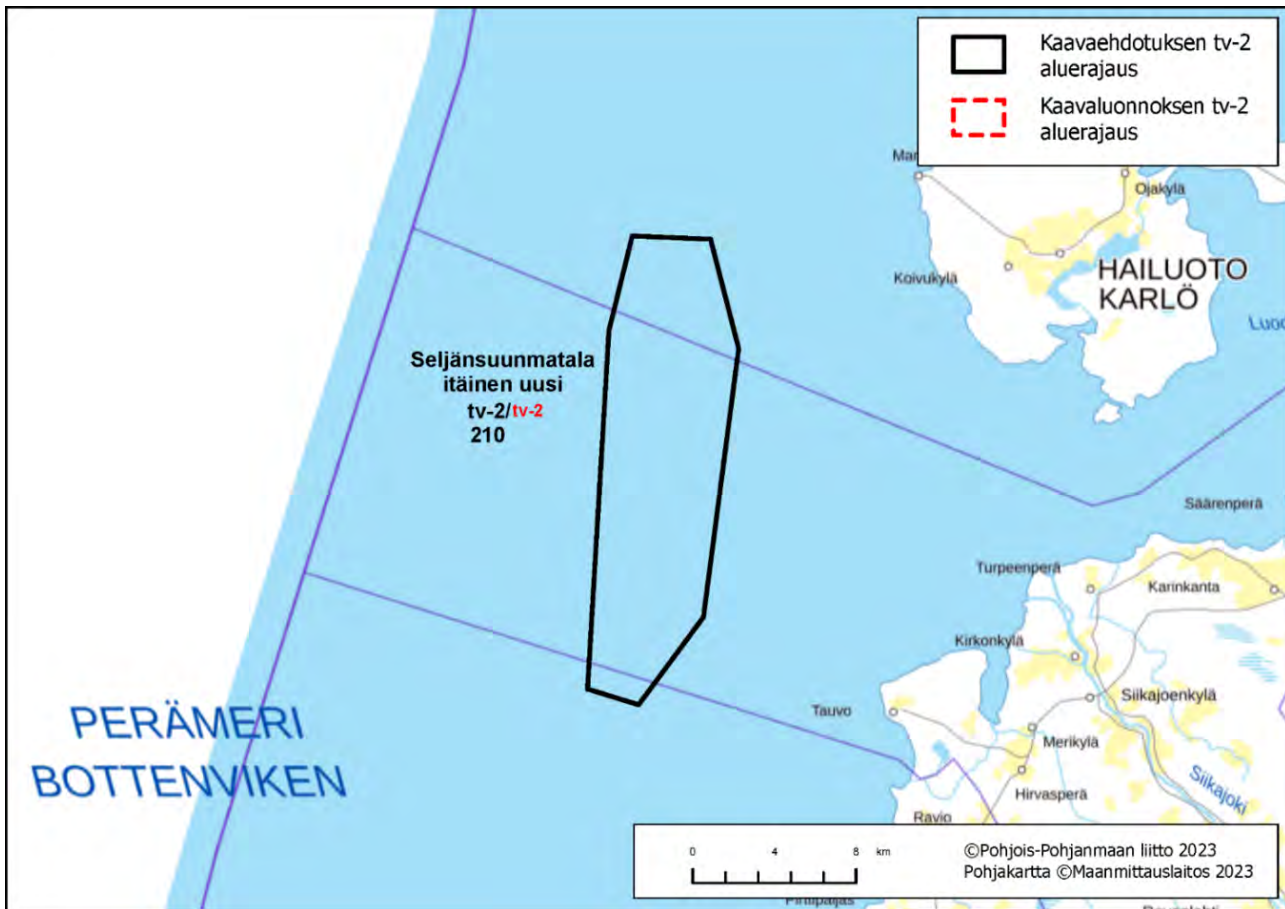 Kaavaehdotuksen tv-2
aluerajaus
Kaavaluonnoksen tv-2
aluerajaus
Ojakylä
HAILUOTO
KARLÖ
Koivukylä
Seljänsuunmatala
itäinen uusi
tv-2/tv-2
210
Säärenperä
Turpeenperä
Karinkanta
Kirkonkylä
Siikajoenkylä
Tauvo
Merikylä
PERÄMERI
BOTTENVIKEN
Hirvasperä
Siikajoki
Ravio
0 4 8 km
©Pohjois-Pohjanmaan liitto 2023
Pohjakartta ©Maanmittauslaitos 2023